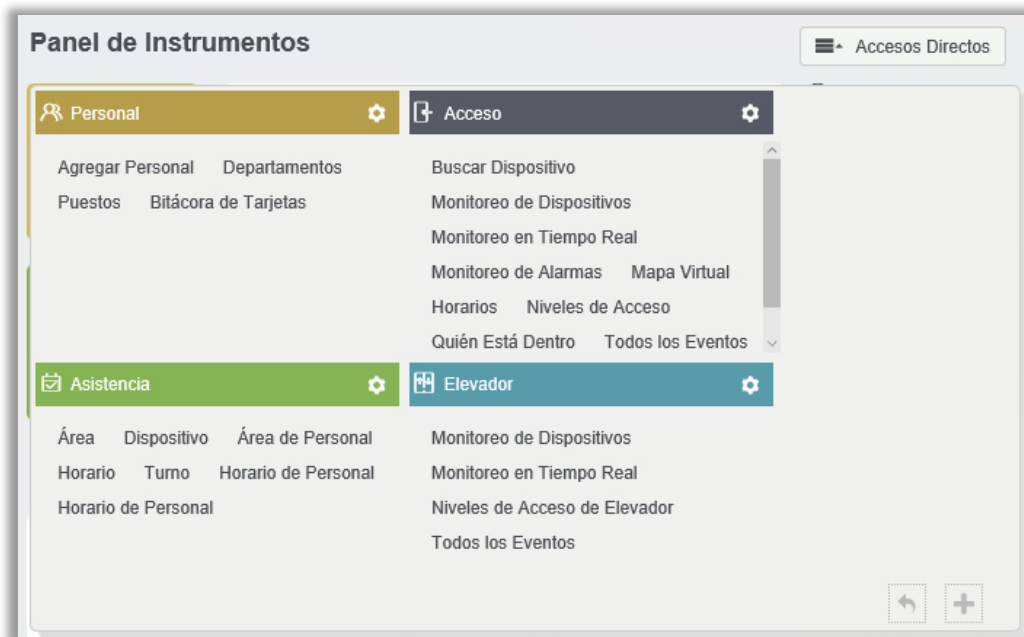 Panel de Instrumentos
Accesos Directos
Personal
Agregar Personal Departamentos
Puestos Bitácora de Tarjetas
Acceso
Buscar Dispositivo
Monitoreo de Dispositivos
Monitoreo en Tiempo Real
Monitoreo de Alarmas Mapa Virtual
Horarios Niveles de Acceso
Quién Está Dentro Todos los Eventos
Asistencia
Área Dispositivo Área de Personal
Horario Turno Horario de Personal
Horario de Personal
Elevador
Monitoreo de Dispositivos
Monitoreo en Tiempo Real
Niveles de Acceso de Elevador
Todos los Eventos